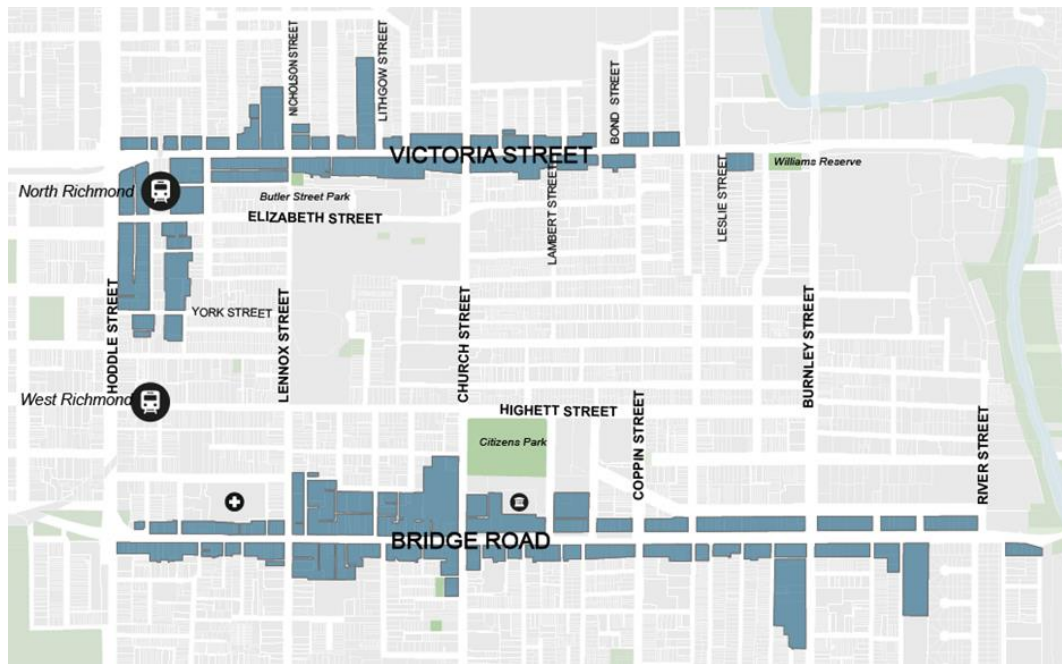 NICHOLSON STREET
LITHGOW STREET
BOND STREET
VICTORIA STREET
Williams Reserve
North Richmond
Butler Street Park
ELIZABETH STREET
LAMBERT STREET
LESLIE STREET
HODDLE STREET
YORK STREET
LENNOX STREET
CHURCH STREET
BURNLEY STREET
West Richmond
HIGHETT STREET
Citizens Park
COPPIN STREET
RIVER STREET
BRIDGE ROAD